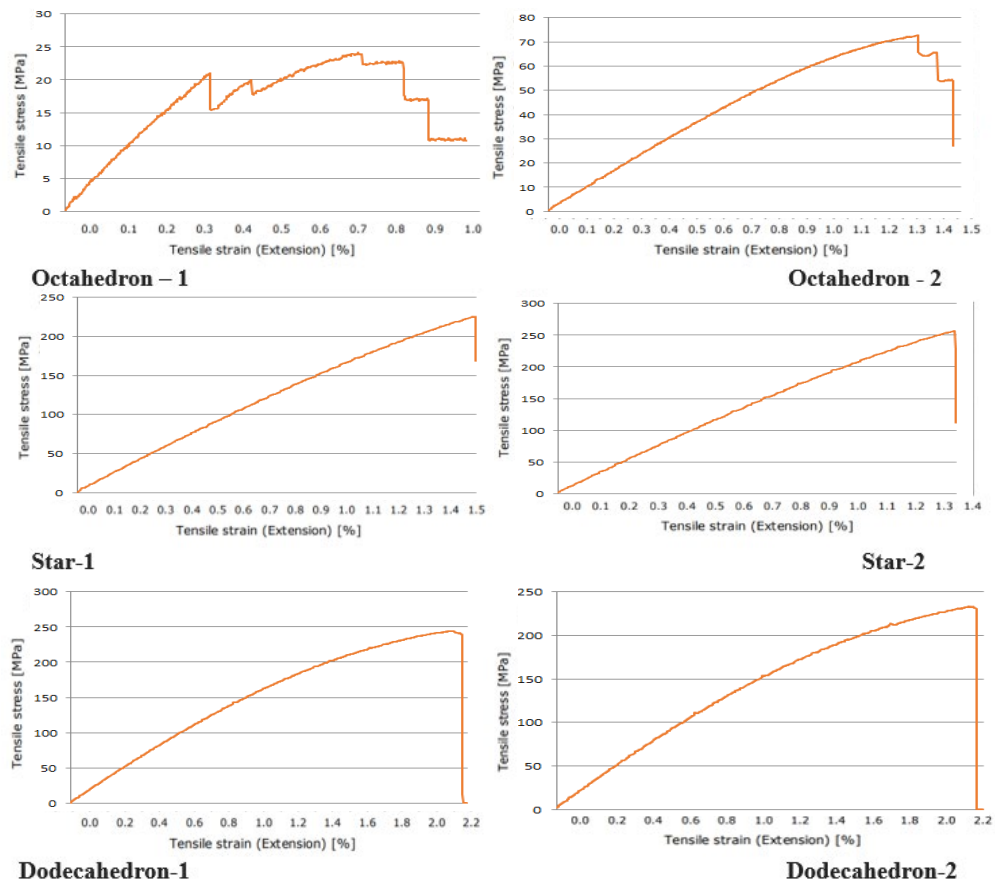 30
25
20
15
10
5
0
Tensile stress [MPa]
0.0 0.1 0.2 0.3 0.4 0.5 0.6 0.7 0.8 0.9 1.0
Tensile strain (Extension) [%]
Octahedron – 1
80
70
60
50
40
30
20
10
0
Tensile stress [MPa]
0.0 0.1 0.2 0.3 0.4 0.5 0.6 0.7 0.8 0.9 1.0 1.1 1.2 1.3 1.4 1.5
Tensile strain (Extension) [%]
Octahedron - 2
250
200
150
100
50
0
Tensile stress [MPa]
0.0 0.1 0.2 0.3 0.4 0.5 0.6 0.7 0.8 0.9 1.0 1.1 1.2 1.3 1.4 1.5
Tensile strain (Extension) [%]
Star-1
300
250
200
150
100
50
0
Tensile stress [MPa]
0.0 0.1 0.2 0.3 0.4 0.5 0.6 0.7 0.8 0.9 1.0 1.1 1.2 1.3 1.4
Tensile strain (Extension) [%]
Star-2
300
250
200
150
100
50
0
Tensile stress [MPa]
0.0 0.2 0.4 0.6 0.8 1.0 1.2 1.4 1.6 1.8 2.0 2.2
Tensile strain (Extension) [%]
Dodecahedron-1
250
200
150
100
50
0
Tensile stress [MPa]
0.0 0.2 0.4 0.6 0.8 1.0 1.2 1.4 1.6 1.8 2.0 2.2
Tensile strain (Extension) [%]
Dodecahedron-2